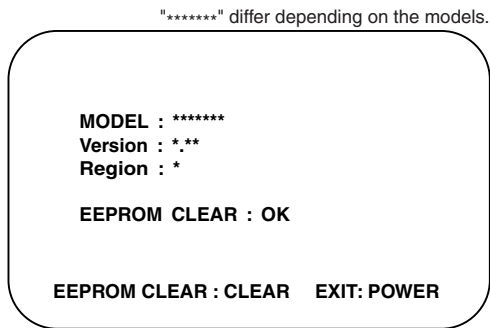 "*******" differ depending on the models.
MODEL : *******
Version : *.**
Region : *
EEPROM CLEAR : OK
EEPROM CLEAR : CLEAR EXIT: POWER